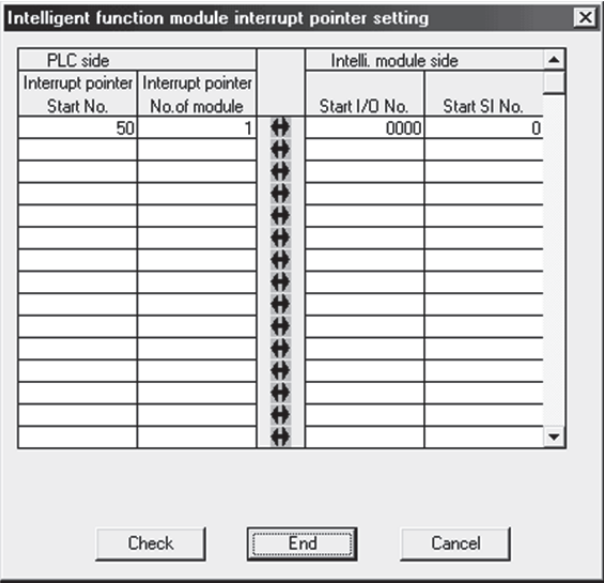 Intelligent function module interrupt pointer setting
PLC side Intelli. module side
Interrupt pointer Interrupt pointer
Start No. No.of module Start I/O No. Start SI No.
50 1 0000 0
Check End Cancel